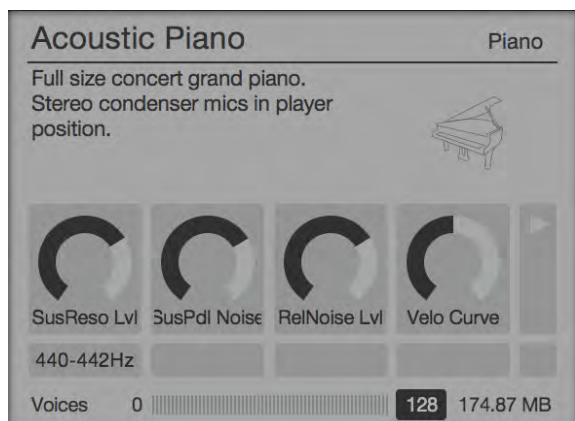 Acoustic Piano Piano
Full size concert grand piano.
Stereo condenser mics in player
position.
SusReso Lvl SusPdl Noise RelNoise Lvl Velo Curve
440-442Hz
Voices 0 128 174.87 MB